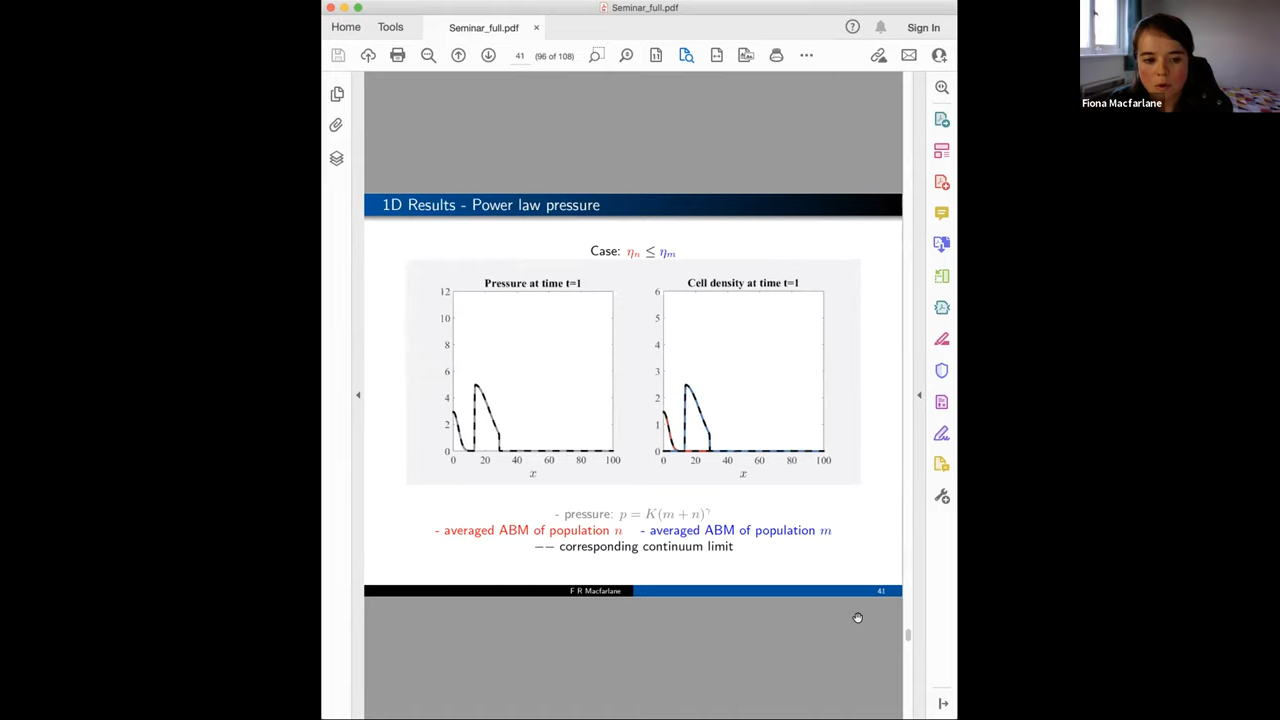 Seminar_full.pdf
Home Tools Seminar_full.pdf × Sign In
41 (96 of 108)
Fiona Macfarlane
1D Results - Power law pressure
Case: ηn ≤ ηm
Pressure at time t=1
12
10
8
6
4
2
0
0 20 40 60 80 100
x
Cell density at time t=1
6
5
4
3
2
1
0
0 20 40 60 80 100
x
- pressure: p = K(m + n)^γ
- averaged ABM of population n - averaged ABM of population m
−− corresponding continuum limit
F R Macfarlane 41